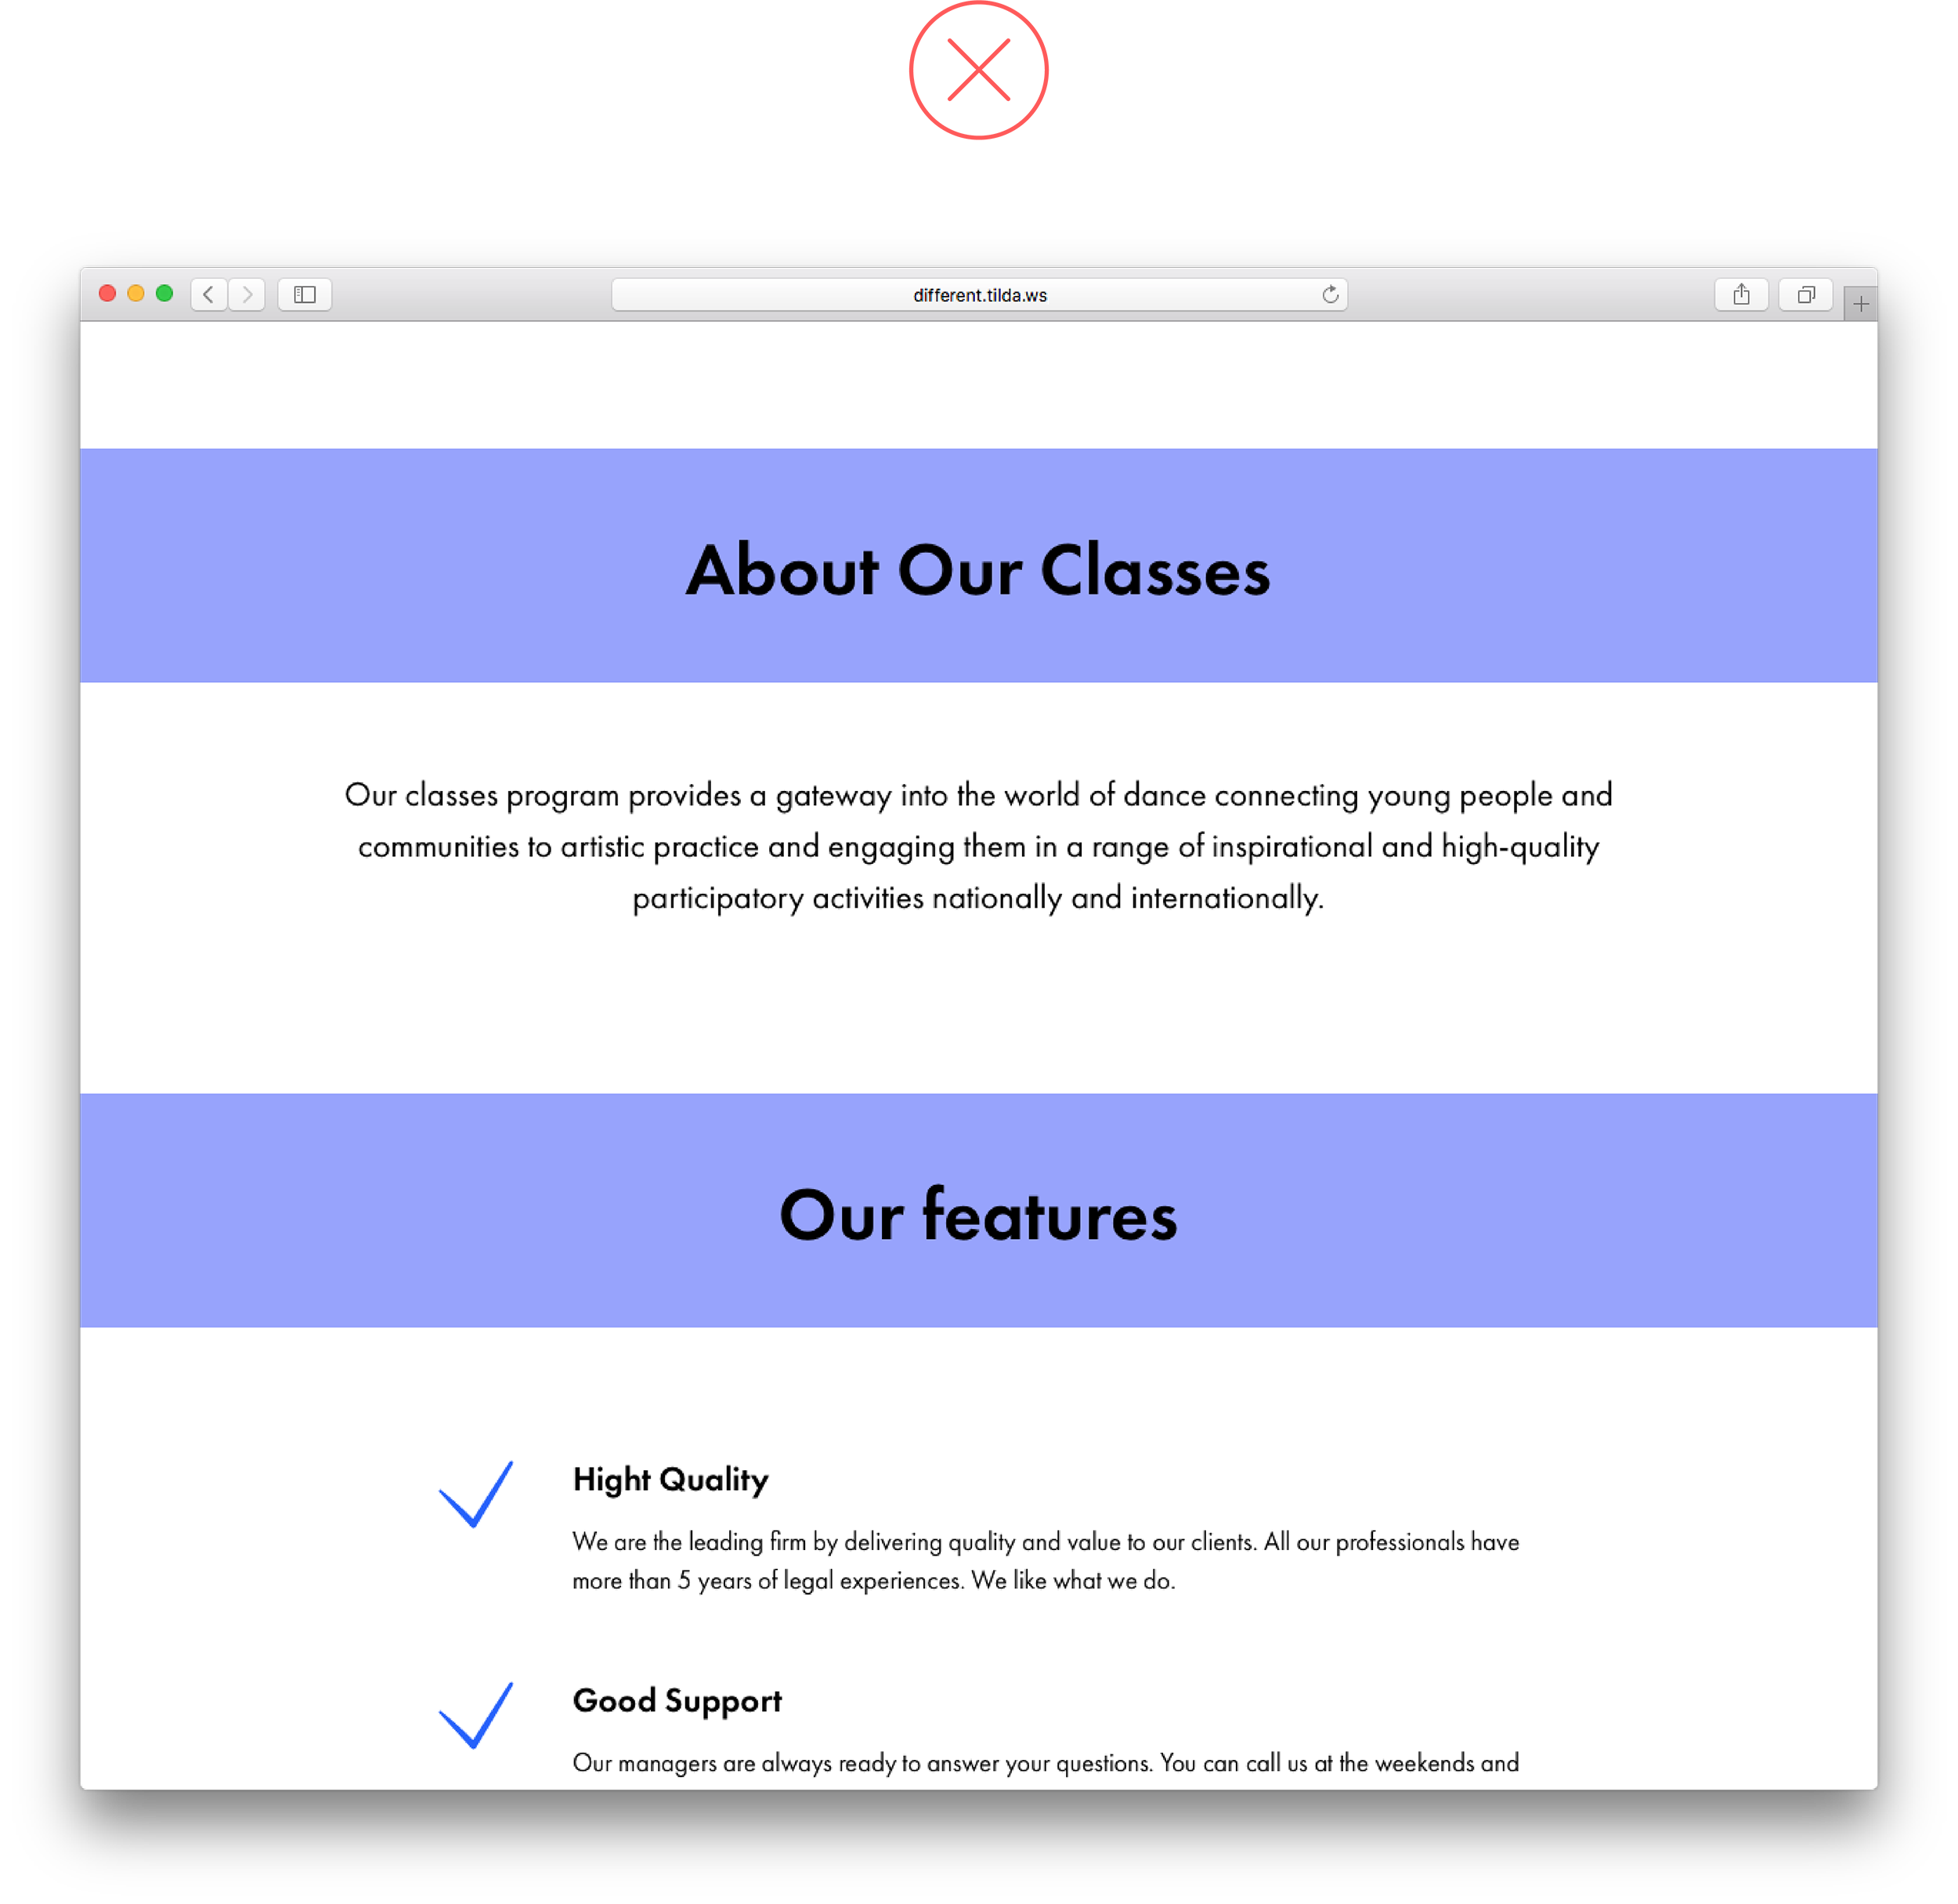 different.tilda.ws
About Our Classes
Our classes program provides a gateway into the world of dance connecting young people and
communities to artistic practice and engaging them in a range of inspirational and high-quality
participatory activities nationally and internationally.
Our features
Hight Quality
We are the leading firm by delivering quality and value to our clients. All our professionals have
more than 5 years of legal experiences. We like what we do.
Good Support
Our managers are always ready to answer your questions. You can call us at the weekends and